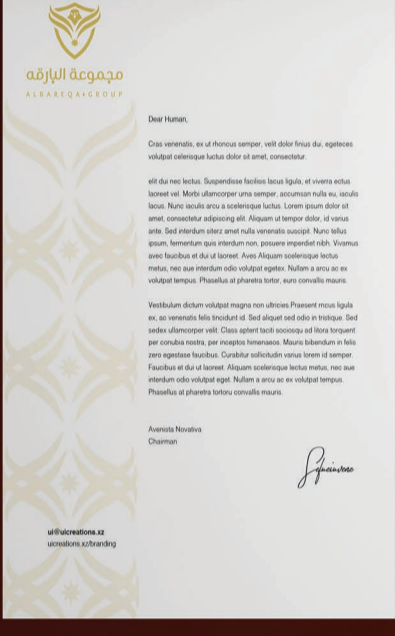 مجموعة البارقه
ALBAREQA GROUP
Dear Human,
Cras venenatis, ex ut rhoncus semper, velit dolor finius dui, egeteces
volutpat celerisque luctus dolor sit amet, consectetur.
elit dui nec lectus. Suspendisse facilisis lacus ligula, et viverra ectus
laoreet vel. Morbi ullamcorper urna semper, accumsan nulla eu, iaculis
lacus. Nunc iaculis arcu a scelerisque luctus. Lorem ipsum dolor sit
amet, consectetur adipiscing elit. Aliquam ut tempor dolor, id varius
ante. Sed interdum siterz amet nulla venenatis suscipit. Nunc tellus
ipsum, fermentum quis interdum non, posuere imperdiet nibh. Vivamus
avec faucibus et dui ut laoreet. Aves Aliquam scelerisque lectus
metus, nec aue interdum odio volutpat egetex. Nullam a arcu ac ex
volutpat tempus. Phasellus at pharetra tortor, euro convallis mauris.
Vestibulum dictum volutpat magna non ultricies.Praesent mcus ligula
ex, ac venenatis felis tincidunt id. Sed aliquet sed odio in tristique. Sed
sedex ullamcorper velit. Class aptent taciti sociosqu ad litora torquent
per conubia nostra, per inceptos himenaeos. Mauris bibendum in felis
zero egestase faucibus. Curabitur sollicitudin varius lorem id semper.
Faucibus et dui ut laoreet. Aliquam scelerisque lectus metus, nec aue
interdum odio volutpat eget. Nullam a arcu ac ex volutpat tempus.
Phasellus at pharetra tortoru convallis mauris.
Avenista Novativa
Chairman
ui@uicreations.xz
uicreations.xz/branding